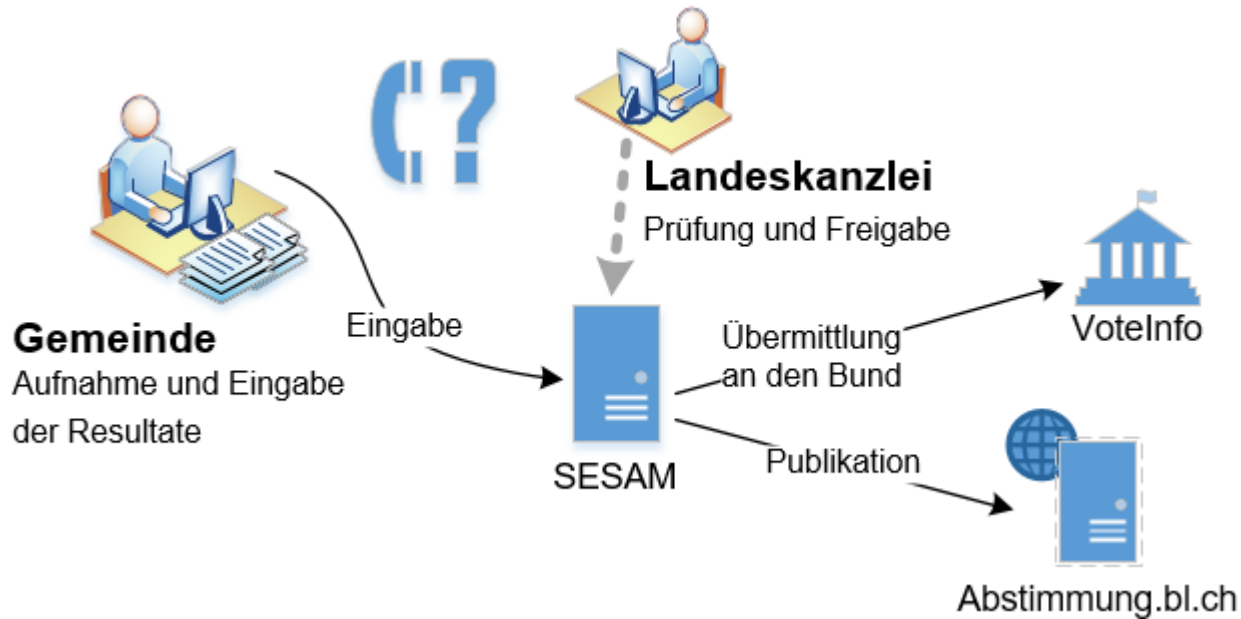 Landeskanzlei
Prüfung und Freigabe
Gemeinde
Aufnahme und Eingabe
der Resultate
Eingabe
SESAM
Übermittlung
an den Bund
VoteInfo
Publikation
Abstimmung.bl.ch